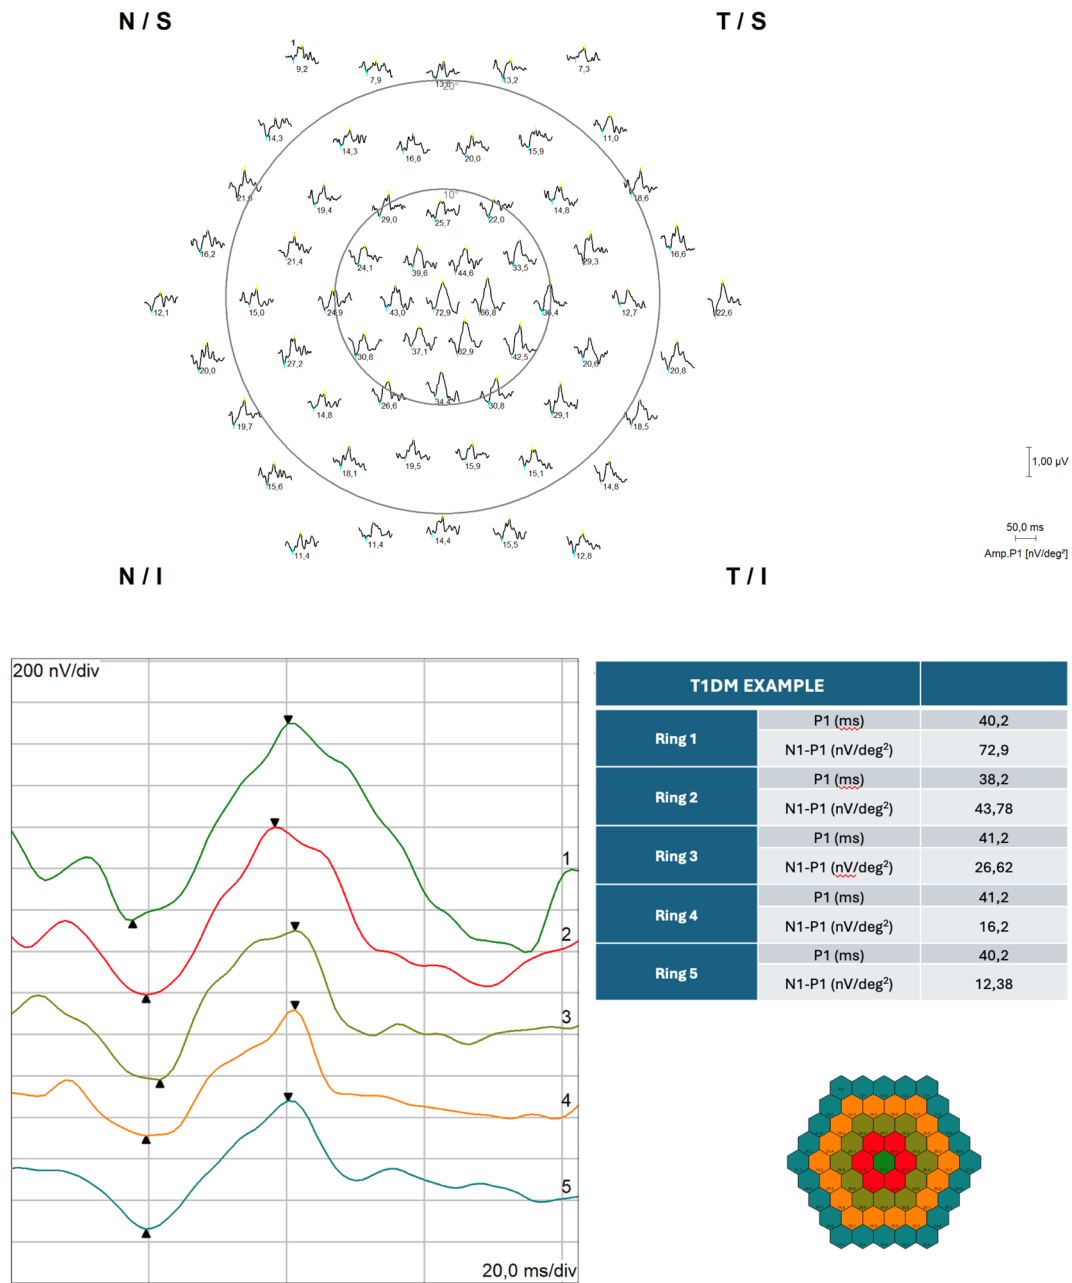 N / S T / S
1
9,2 7,9 13,2 7,3
20°
14,3 14,3 16,8 20,0 15,9 11,0
19,4 29,0 25,7 22,0 14,8 18,6
10°
16,2 21,4 24,1 39,6 44,6 33,5 29,3 16,6
12,1 15,0 24,9 43,0 72,9 66,8 36,4 12,7 22,6
20,0 27,2 30,8 37,1 42,5 20,8
19,7 14,8 26,6 34,4 30,8 29,1 18,5
15,6 18,1 19,5 15,9 15,1 14,8
11,4 11,4 14,4 15,5 12,8
1,00 µV
50,0 ms
Amp.P1 [nV/deg²]
N / I T / I
200 nV/div
1
2
3
4
5
20,0 ms/div
T1DM EXAMPLE
Ring 1 P1 (ms) 40,2
N1-P1 (nV/deg²) 72,9
Ring 2 P1 (ms) 38,2
N1-P1 (nV/deg²) 43,78
Ring 3 P1 (ms) 41,2
N1-P1 (nV/deg²) 26,62
Ring 4 P1 (ms) 41,2
N1-P1 (nV/deg²) 16,2
Ring 5 P1 (ms) 40,2
N1-P1 (nV/deg²) 12,38